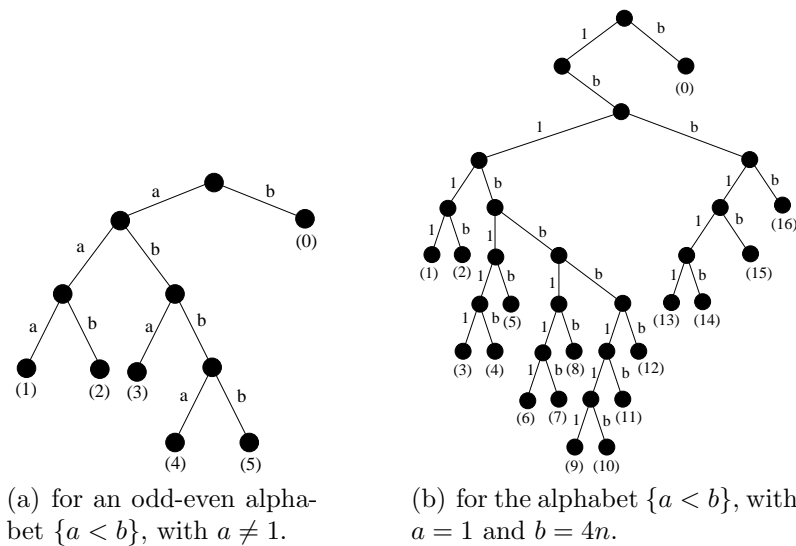 1 b
(0)
b
1 b
a b
(0)
1 b 1 b
a b
1 b 1 b 1 b (16)
(1) (2) 1 b 1 b (15)
a b a b
1 b (5) 1 b 1 b (13) (14)
(1) (2) (3)
(3) (4) 1 b (8) 1 b (12)
a b
(6) (7) 1 b (11)
(4) (5)
(9) (10)
(a) for an odd-even alpha-
bet {a < b}, with a ≠ 1.
(b) for the alphabet {a < b}, with
a = 1 and b = 4n.